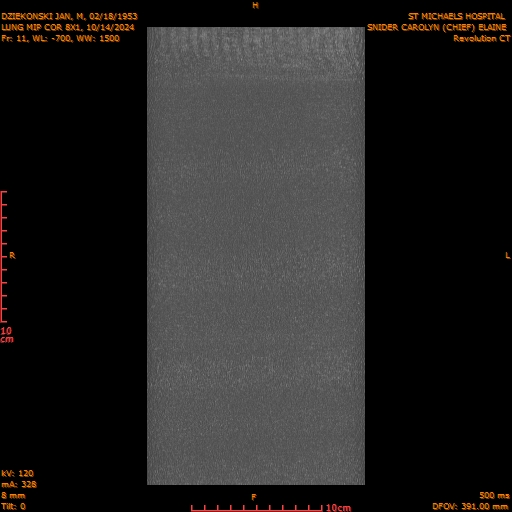 H
DZIEKONSKI JAN, M, 02/18/1953
LUNG MIP COR 8X1, 10/14/2024
Fr: 11, WL: -700, WW: 1500
ST MICHAELS HOSPITAL
SNIDER CAROLYN (CHIEF) ELAINE
Revolution CT
R
L
10
cm
kV: 120
mA: 328
8 mm
Tilt: 0
F
10cm
500 ms
DFOV: 391.00 mm